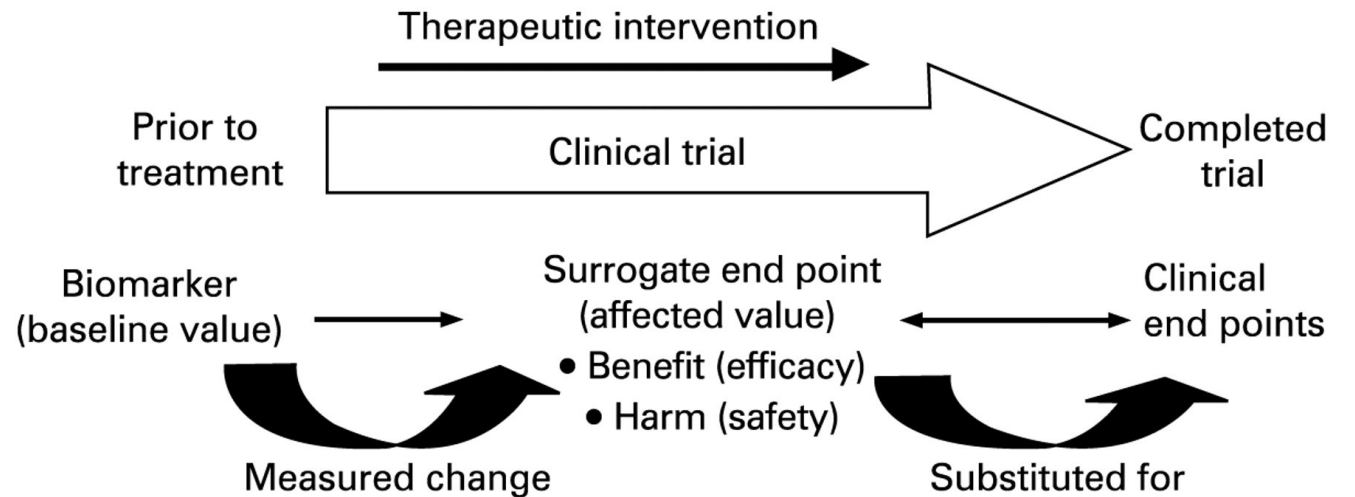 Therapeutic intervention
Prior to
treatment
Clinical trial
Completed
trial
Biomarker
(baseline value)
Surrogate end point
(affected value)
• Benefit (efficacy)
• Harm (safety)
Clinical
end points
Measured change
Substituted for